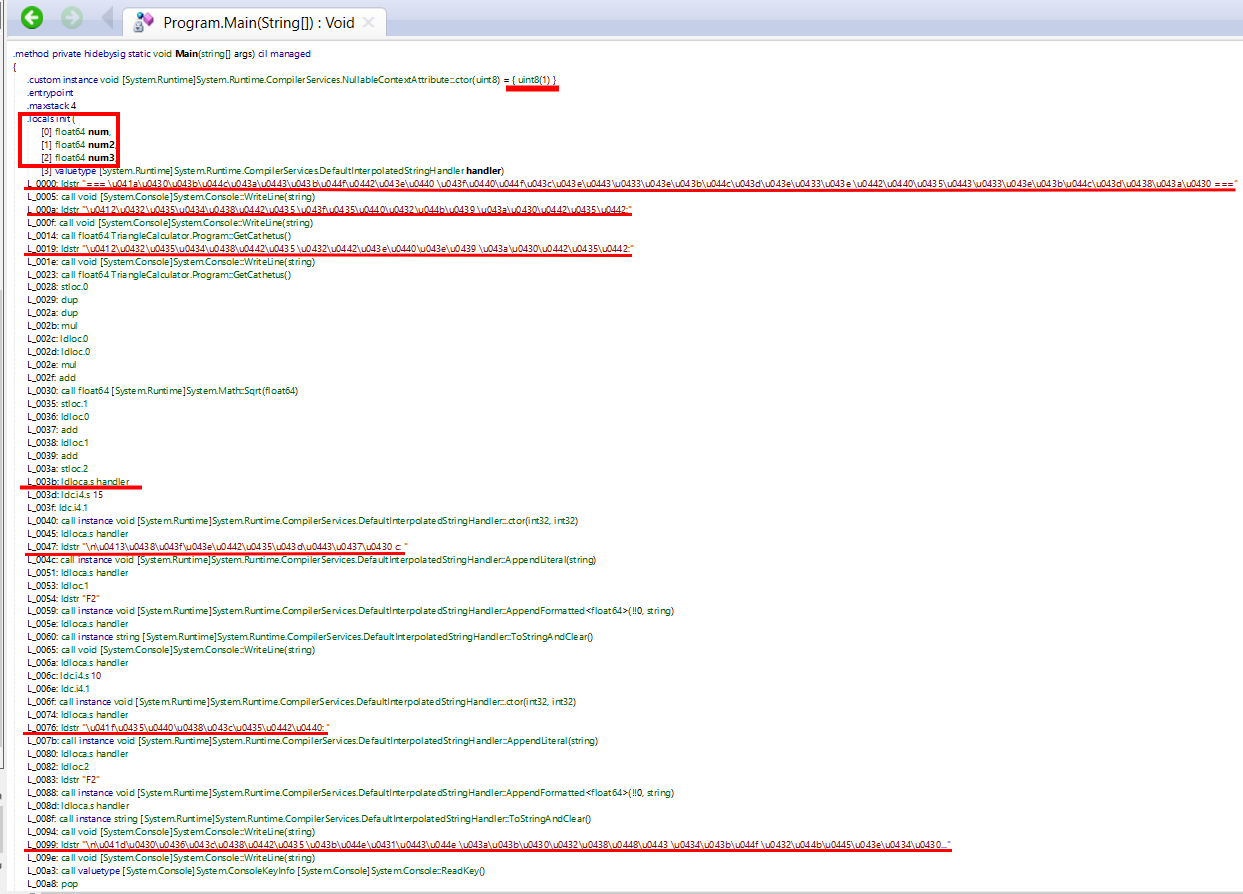 Program.Main(String[]) : Void
.method private hidebysig static void Main(string[] args) cil managed
{
.custom instance void [System.Runtime]System.Runtime.CompilerServices.NullableContextAttribute::.ctor(uint8) = { uint8(1) }
.entrypoint
.maxstack 4
.locals init (
[0] float64 num,
[1] float64 num2,
[2] float64 num3,
[3] valuetype [System.Runtime]System.Runtime.CompilerServices.DefaultInterpolatedStringHandler handler)
L_0000: ldstr "=== \u041a\u0430\u043b\u044c\u043a\u0443\u043b\u044f\u0442\u043e\u0440 \u043f\u0440\u044f\u043c\u043e\u0443\u0433\u043e\u043b\u044c\u043d\u043e\u0433\u043e \u0442\u0440\u0435\u0443\u0433\u043e\u043b\u044c\u043d\u0438\u043a\u0430 ==="
L_0005: call void [System.Console]System.Console::WriteLine(string)
L_000a: ldstr "\u0412\u0432\u0435\u0434\u0438\u0442\u0435 \u043f\u0435\u0440\u0432\u044b\u0439 \u043a\u0430\u0442\u0435\u0442:"
L_000f: call void [System.Console]System.Console::WriteLine(string)
L_0014: call float64 TriangleCalculator.Program::GetCathetus()
L_0019: ldstr "\u0412\u0432\u0435\u0434\u0438\u0442\u0435 \u0432\u0442\u043e\u0440\u043e\u0439 \u043a\u0430\u0442\u0435\u0442:"
L_001e: call void [System.Console]System.Console::WriteLine(string)
L_0023: call float64 TriangleCalculator.Program::GetCathetus()
L_0028: stloc.0
L_0029: dup
L_002a: dup
L_002b: mul
L_002c: ldloc.0
L_002d: ldloc.0
L_002e: mul
L_002f: add
L_0030: call float64 [System.Runtime]System.Math::Sqrt(float64)
L_0035: stloc.1
L_0036: ldloc.0
L_0037: add
L_0038: ldloc.1
L_0039: add
L_003a: stloc.2
L_003b: ldloca.s handler
L_003d: ldc.i4.s 15
L_003f: ldc.i4.1
L_0040: call instance void [System.Runtime]System.Runtime.CompilerServices.DefaultInterpolatedStringHandler::.ctor(int32, int32)
L_0045: ldloca.s handler
L_0047: ldstr "\n\u0413\u0438\u043f\u043e\u0442\u0435\u043d\u0443\u0437\u0430 c: "
L_004c: call instance void [System.Runtime]System.Runtime.CompilerServices.DefaultInterpolatedStringHandler::AppendLiteral(string)
L_0051: ldloca.s handler
L_0053: ldloc.1
L_0054: ldstr "F2"
L_0059: call instance void [System.Runtime]System.Runtime.CompilerServices.DefaultInterpolatedStringHandler::AppendFormatted<float64>(!!0, string)
L_005e: ldloca.s handler
L_0060: call instance string [System.Runtime]System.Runtime.CompilerServices.DefaultInterpolatedStringHandler::ToStringAndClear()
L_0065: call void [System.Console]System.Console::WriteLine(string)
L_006a: ldloca.s handler
L_006c: ldc.i4.s 10
L_006e: ldc.i4.1
L_006f: call instance void [System.Runtime]System.Runtime.CompilerServices.DefaultInterpolatedStringHandler::.ctor(int32, int32)
L_0074: ldloca.s handler
L_0076: ldstr "\u041f\u0435\u0440\u0438\u043c\u0435\u0442\u0440: "
L_007b: call instance void [System.Runtime]System.Runtime.CompilerServices.DefaultInterpolatedStringHandler::AppendLiteral(string)
L_0080: ldloca.s handler
L_0082: ldloc.2
L_0083: ldstr "F2"
L_0088: call instance void [System.Runtime]System.Runtime.CompilerServices.DefaultInterpolatedStringHandler::AppendFormatted<float64>(!!0, string)
L_008d: ldloca.s handler
L_008f: call instance string [System.Runtime]System.Runtime.CompilerServices.DefaultInterpolatedStringHandler::ToStringAndClear()
L_0094: call void [System.Console]System.Console::WriteLine(string)
L_0099: ldstr "\n\u041d\u0430\u0436\u043c\u0438\u0442\u0435 \u043b\u044e\u0431\u0443\u044e \u043a\u043b\u0430\u0432\u0438\u0448\u0443 \u0434\u043b\u044f \u0432\u044b\u0445\u043e\u0434\u0430..."
L_009e: call void [System.Console]System.Console::WriteLine(string)
L_00a3: call valuetype [System.Console]System.ConsoleKeyInfo [System.Console]System.Console::ReadKey()
L_00a8: pop